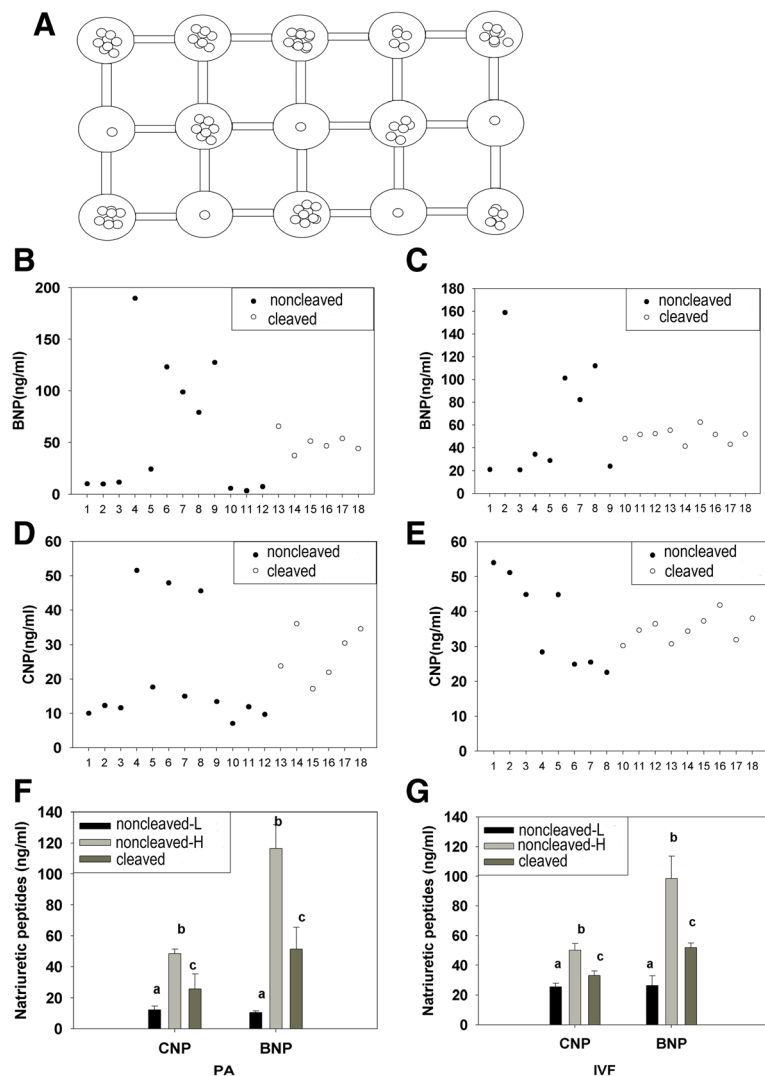 A
B
BNP(ng/ml)
200
150
100
50
0
noncleaved
cleaved
1 2 3 4 5 6 7 8 9 10 11 12 13 14 15 16 17 18
C
BNP(ng/ml)
180
160
140
120
100
80
60
40
20
0
noncleaved
cleaved
1 2 3 4 5 6 7 8 9 10 11 12 13 14 15 16 17 18
D
CNP(ng/ml)
60
50
40
30
20
10
0
noncleaved
cleaved
1 2 3 4 5 6 7 8 9 10 11 12 13 14 15 16 17 18
E
CNP(ng/ml)
60
50
40
30
20
10
0
noncleaved
cleaved
1 2 3 4 5 6 7 8 9 10 11 12 13 14 15 16 17 18
F
Natriuretic peptides (ng/ml)
140
120
100
80
60
40
20
0
noncleaved-L
noncleaved-H
cleaved
a b c a b c
CNP BNP
PA
G
Natriuretic peptides (ng/ml)
140
120
100
80
60
40
20
0
noncleaved-L
noncleaved-H
cleaved
a b c a b c
CNP BNP
IVF